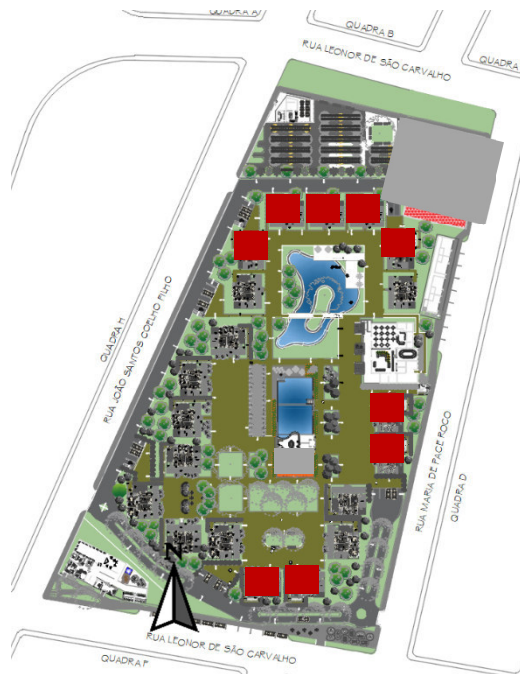 QUADRA A
QUADRA B
RUA LEONOR DE SÃO CARVALHO
QUADRA
QUADRA H
RUA JOÃO SANTOS COELHO FILHO
RUA MARIA DE PACE ROCO
QUADRA D
N
RUA LEONOR DE SÃO CARVALHO
QUADRA F